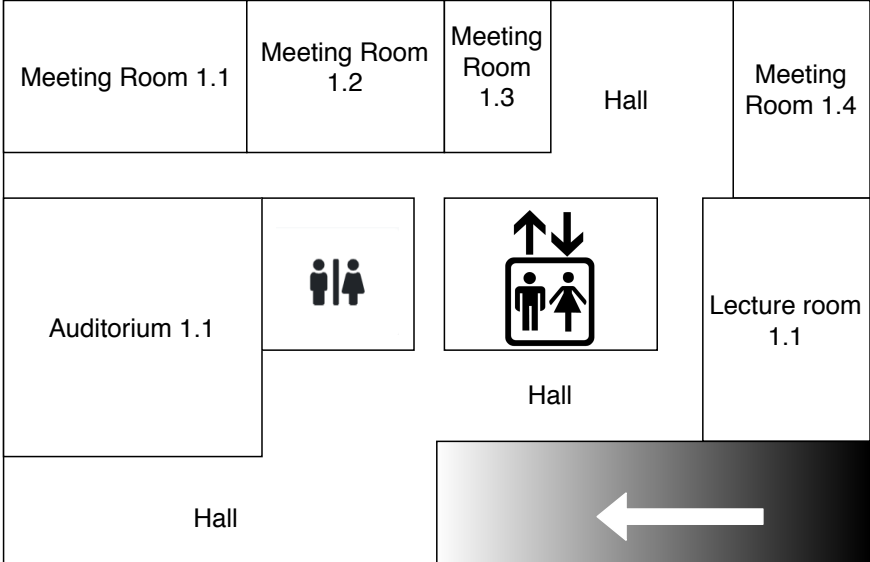 Meeting Room 1.1
Meeting Room
1.2
Meeting
Room
1.3
Hall
Meeting
Room 1.4
Auditorium 1.1
Lecture room
1.1
Hall
Hall